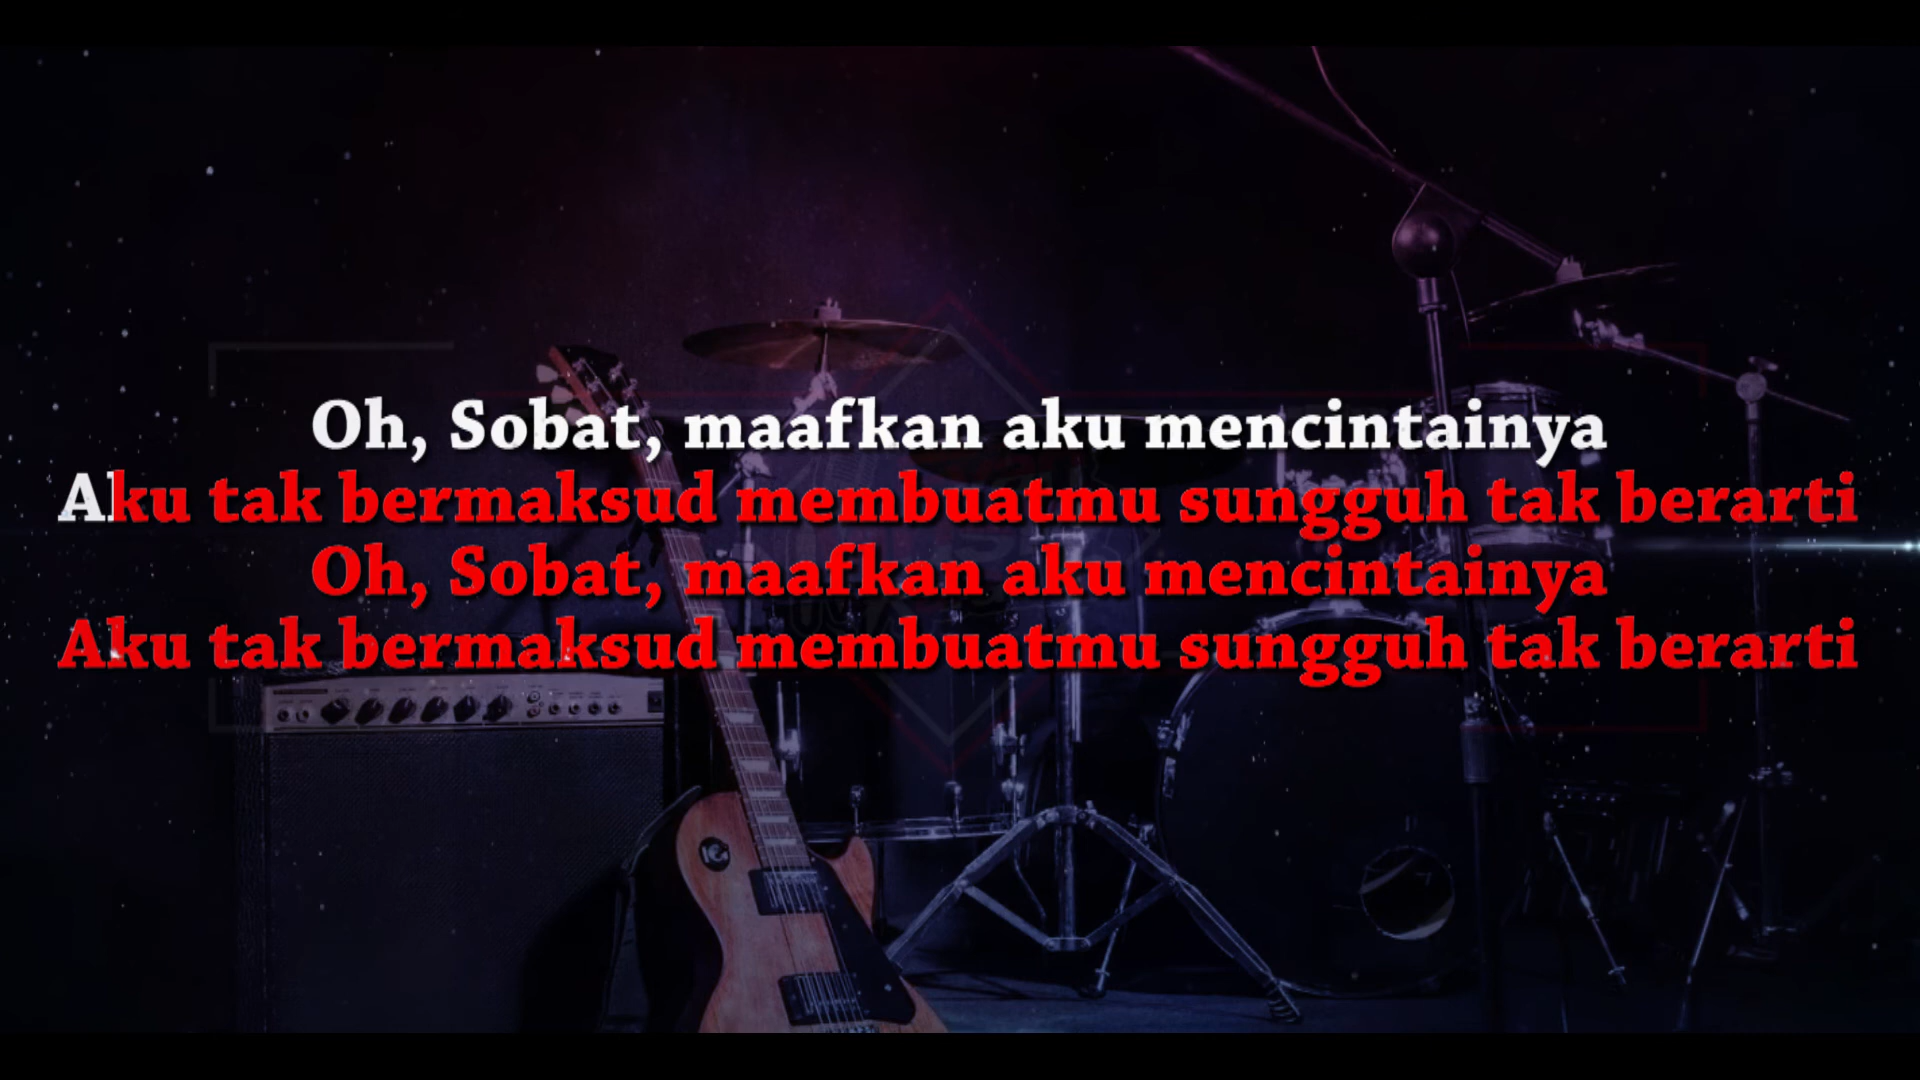 Oh, Sobat, maafkan aku mencintainya
Aku tak bermaksud membuatmu sungguh tak berarti
Oh, Sobat, maafkan aku mencintainya
Aku tak bermaksud membuatmu sungguh tak berarti